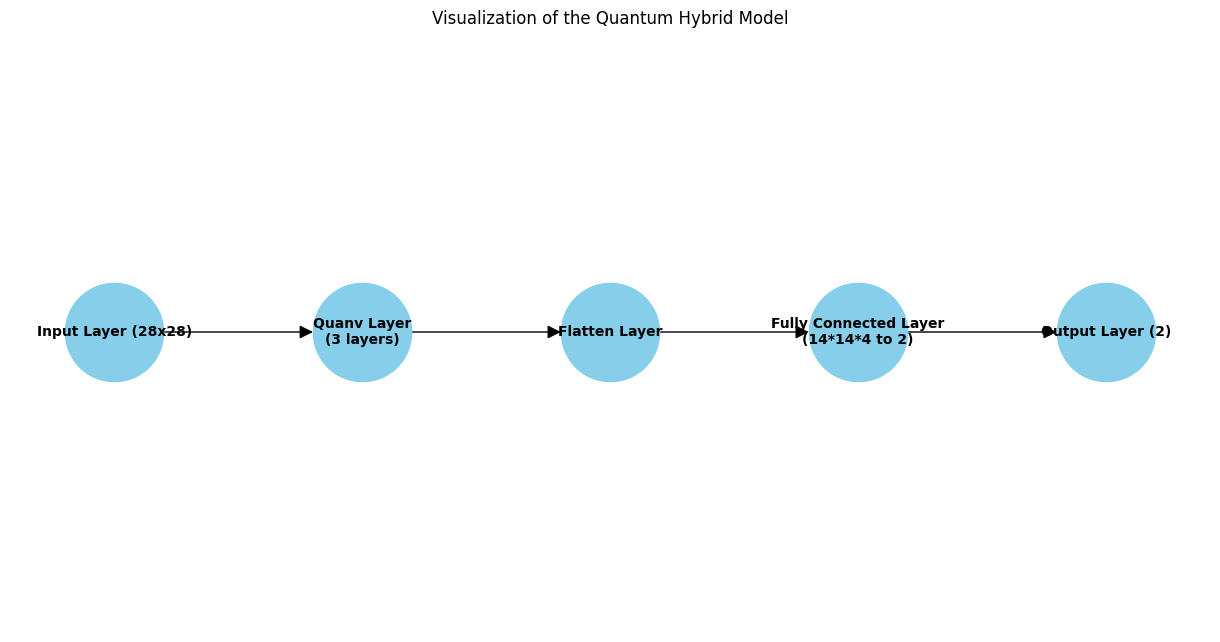 Visualization of the Quantum Hybrid Model
Input Layer (28x28)
Quanv Layer
(3 layers)
Flatten Layer
Fully Connected Layer
(14*14*4 to 2)
Output Layer (2)